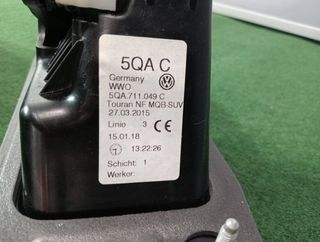 5QA C
Germany
WWO
5QA.711.049 C
Touran NF MQB-SUV
27.03.2015
Linie 3 CE
15.01.18
13:22:26
Schicht: 1
Werker: